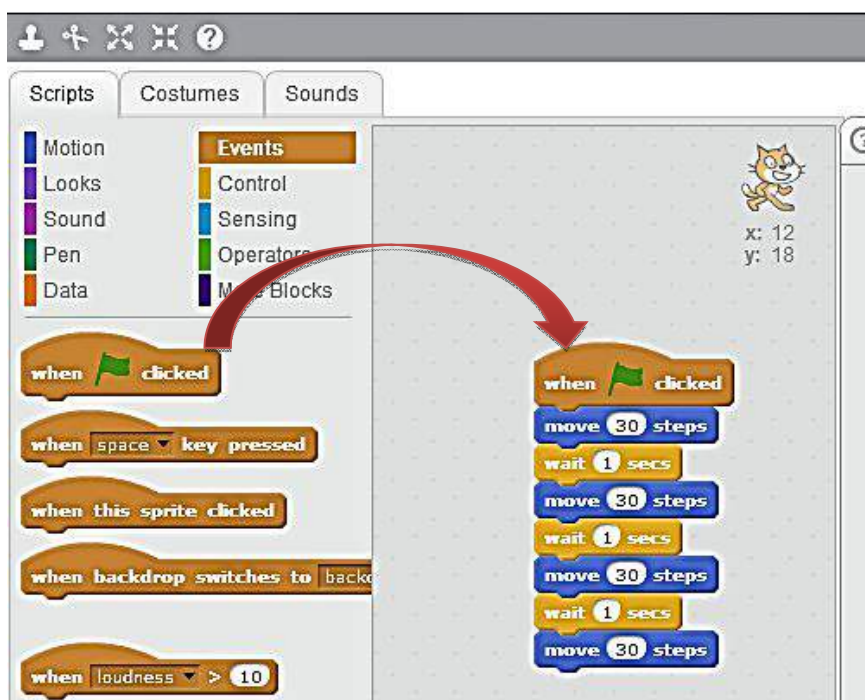 Scripts Costumes Sounds
Motion Events
Looks Control
Sound Sensing
Pen Operators
Data Blocks
x: 12
y: 18
when clicked
when space key pressed
when this sprite clicked
when backdrop switches to
when loudness > 10
when clicked
move 30 steps
wait 1 secs
move 30 steps
wait 1 secs
move 30 steps
wait 1 secs
move 30 steps